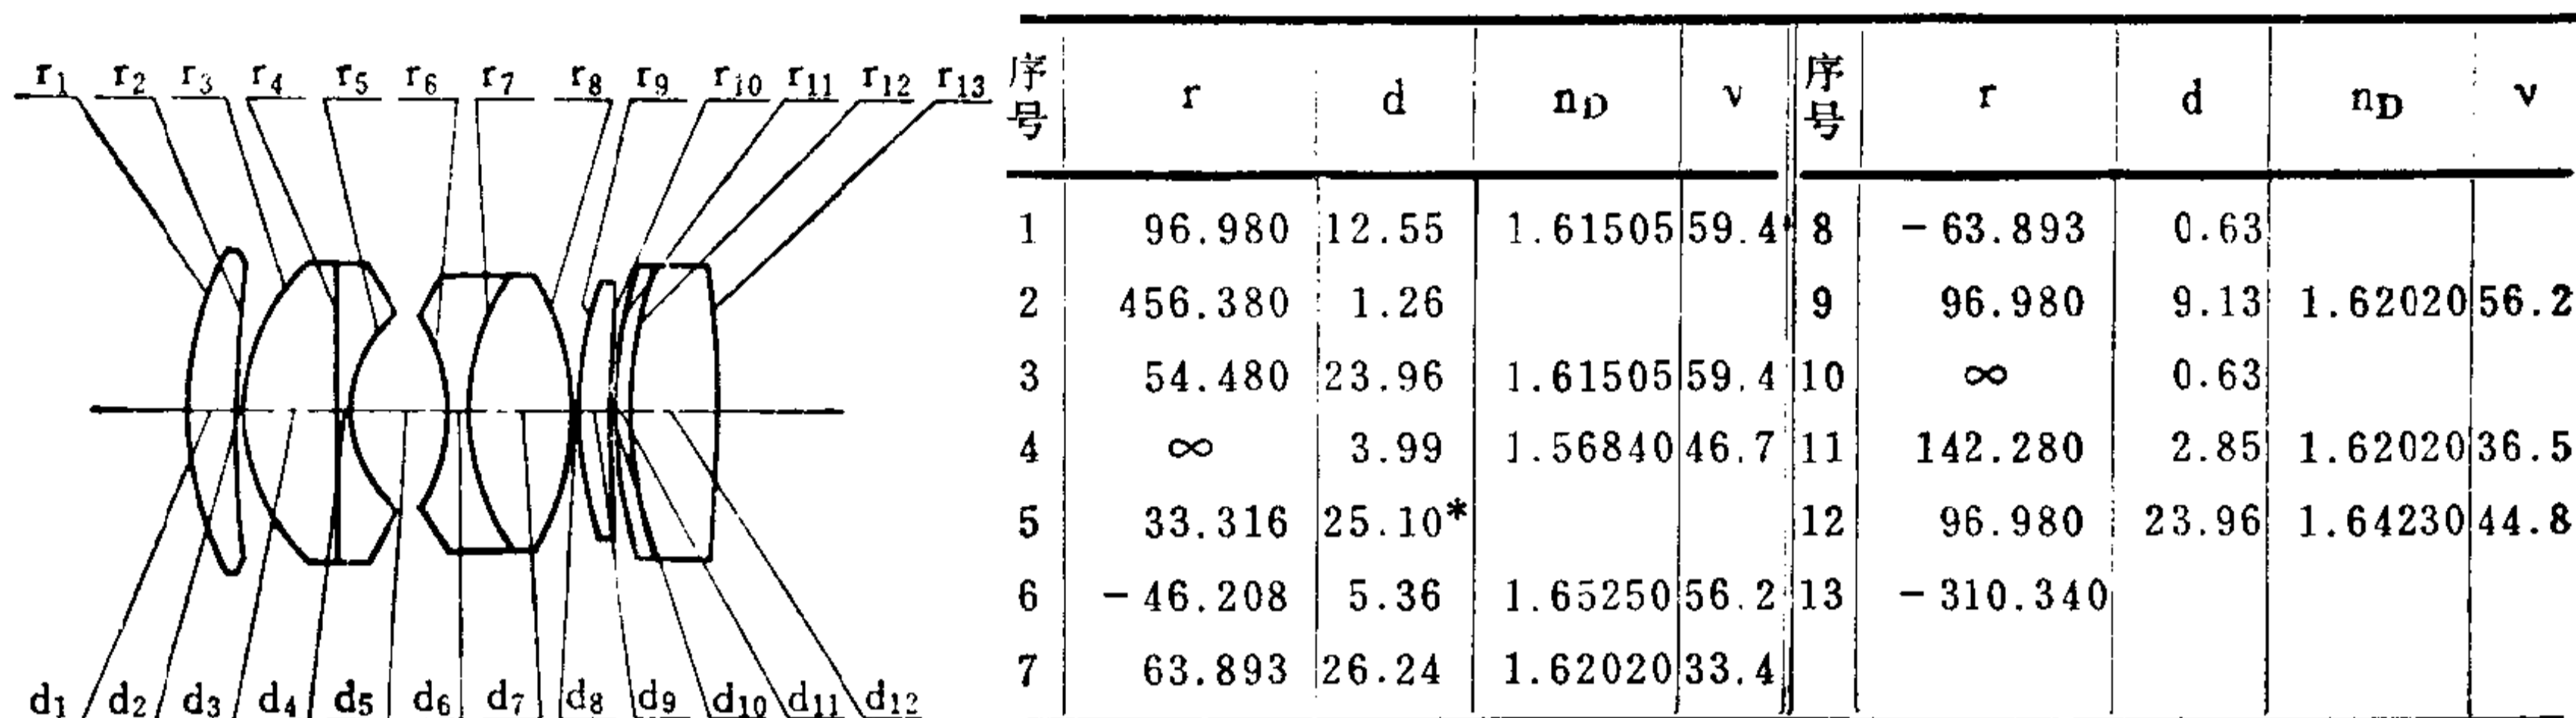 r₁ r₂ r₃ r₄ r₅ r₆ r₇ r₈ r₉ r₁₀ r₁₁ r₁₂ r₁₃
d₁ d₂ d₃ d₄ d₅ d₆ d₇ d₈ d₉ d₁₀ d₁₁ d₁₂
序号 r d n_D ν 序号 r d n_D ν
1 96.980 12.55 1.61505 59.4 8 −63.893 0.63
2 456.380 1.26 9 96.980 9.13 1.62020 56.2
3 54.480 23.96 1.61505 59.4 10 ∞ 0.63
4 ∞ 3.99 1.56840 46.7 11 142.280 2.85 1.62020 36.5
5 33.316 25.10* 12 96.980 23.96 1.64230 44.8
6 −46.208 5.36 1.65250 56.2 13 −310.340
7 63.893 26.24 1.62020 33.4